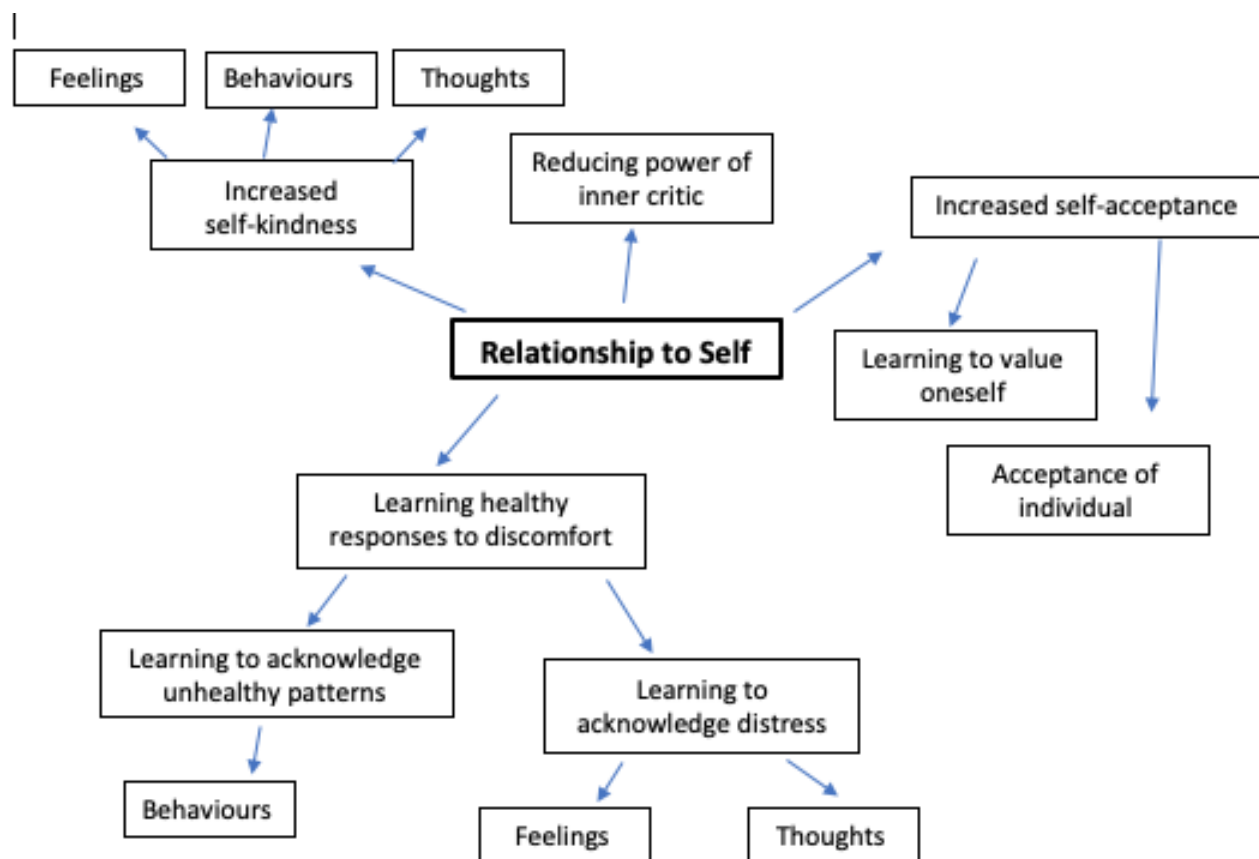 Feelings
Behaviours
Thoughts
Increased
self-kindness
Reducing power of
inner critic
Increased self-acceptance
Relationship to Self
Learning to value
oneself
Acceptance of
individual
Learning healthy
responses to discomfort
Learning to acknowledge
unhealthy patterns
Learning to
acknowledge distress
Behaviours
Feelings
Thoughts